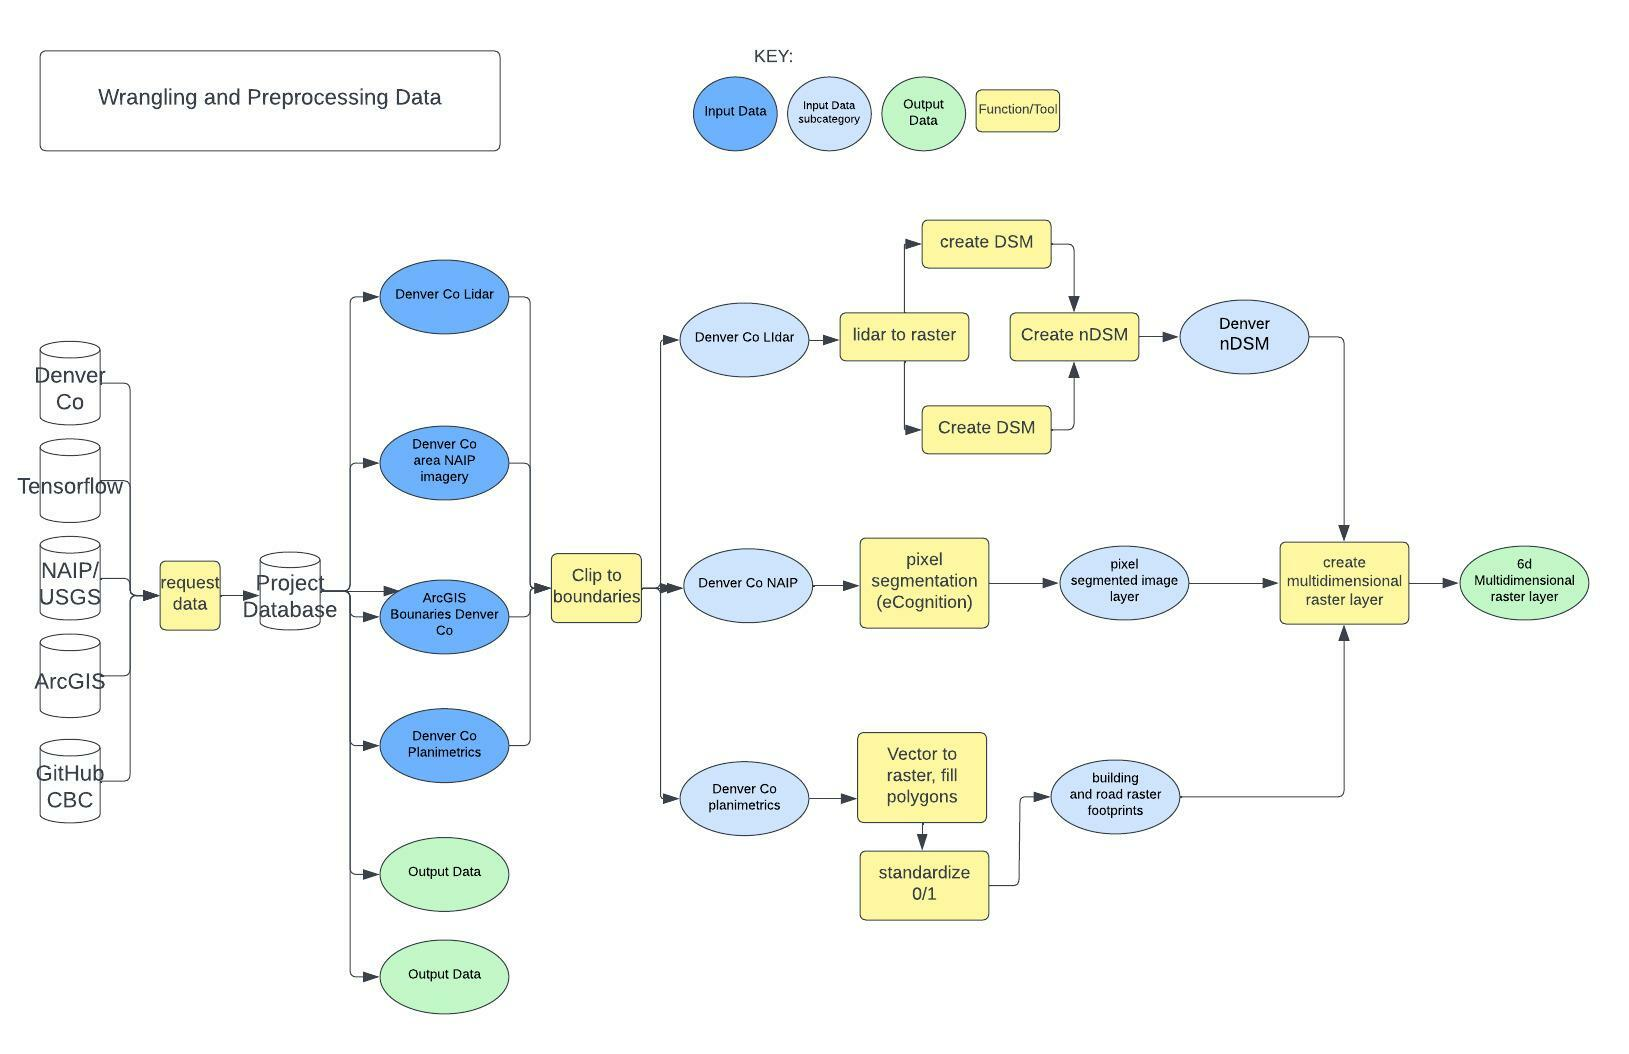 Wrangling and Preprocessing Data
KEY:
Input Data
Input Data
subcategory
Output
Data
Function/Tool
Denver
Co
Tensorflow
NAIP/
USGS
ArcGIS
GitHub
CBC
request
data
Project
Database
Denver Co Lidar
Denver Co
area NAIP
imagery
ArcGIS
Bounaries Denver
Co
Denver Co
Planimetrics
Output Data
Output Data
Clip to
boundaries
Denver Co LIdar
lidar to raster
create DSM
Create DSM
Create nDSM
Denver
nDSM
Denver Co NAIP
pixel
segmentation
(eCognition)
pixel
segmented image
layer
Denver Co
planimetrics
Vector to
raster, fill
polygons
standardize
0/1
building
and road raster
footprints
create
multidimensional
raster layer
6d
Multidimensional
raster layer